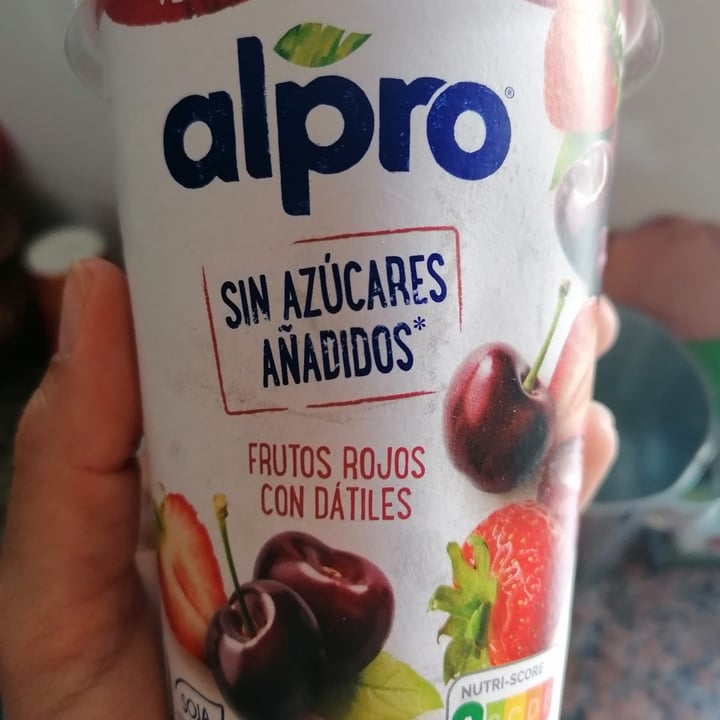 alpro®
SIN AZÚCARES
AÑADIDOS*
FRUTOS ROJOS
CON DÁTILES
NUTRI-SCORE
SOJA